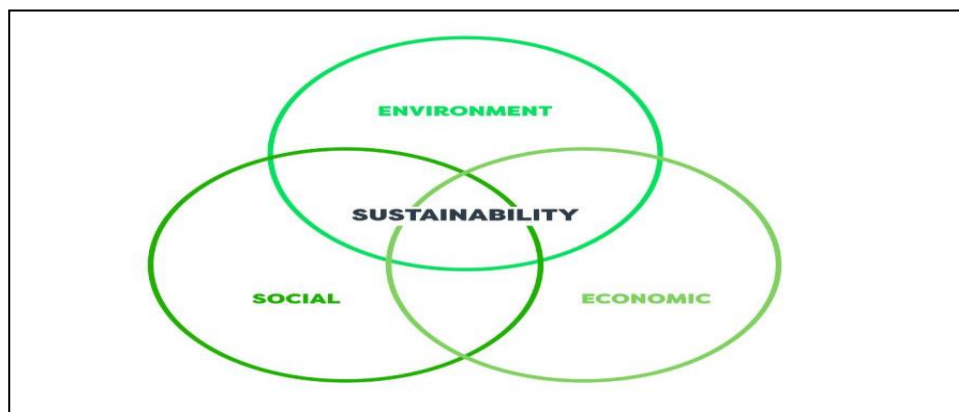 ENVIRONMENT
SUSTAINABILITY
SOCIAL
ECONOMIC